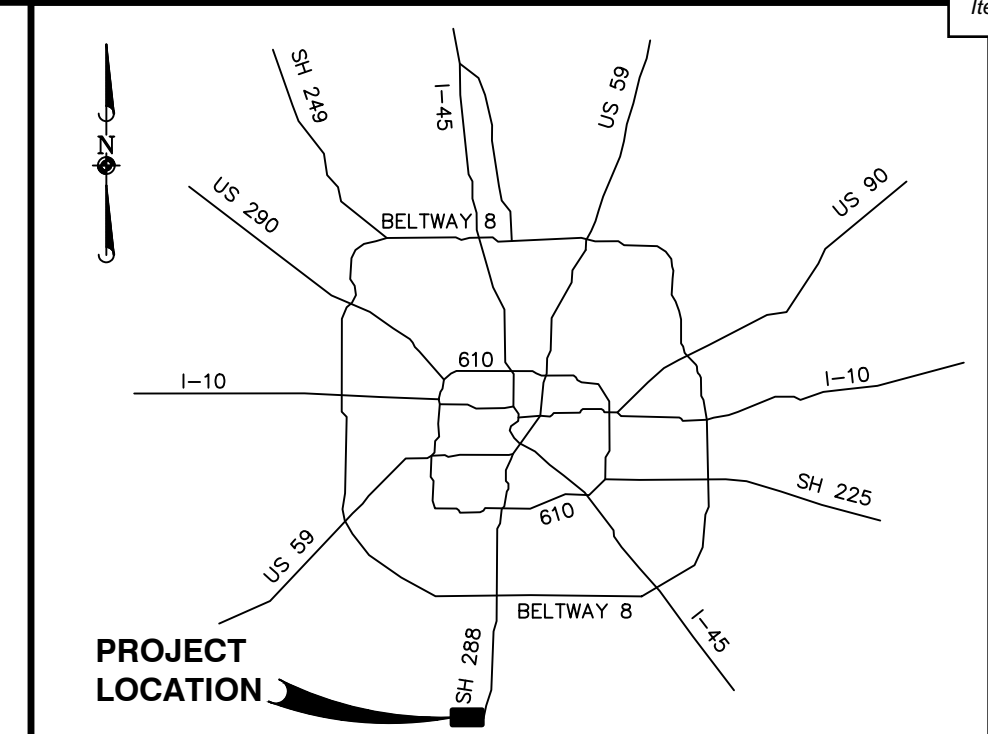 Ite
SH 249
I-45
US 59
N
US 290
BELTWAY 8
US 90
610
I-10
I-10
SH 225
610
US 59
BELTWAY 8
I-45
SH 288
PROJECT
LOCATION